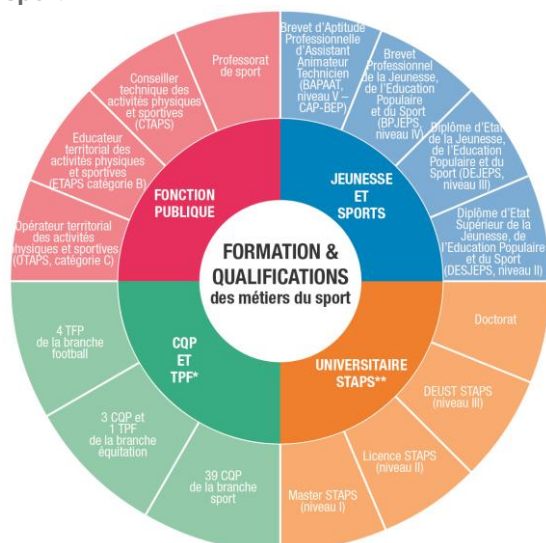 FORMATION &
QUALIFICATIONS
des métiers du sport
FONCTION
PUBLIQUE
Professorat
de sport
Conseiller
technique des
activités physiques
et sportives
(CTAPS)
Educateur
territorial des
activités physiques
et sportives
(ETAPS catégorie B)
Opérateur territorial
des activités
physiques et sportives
(OTAPS, catégorie C)
JEUNESSE
ET
SPORTS
Brevet d'Aptitude
Professionnelle
d'Assistant
Animateur
Technicien
(BAPAAT,
niveau V –
CAP-BEP)
Brevet
Professionnel
de la Jeunesse,
de l'Education
Populaire
et du Sport
(BPJEPS,
niveau IV)
Diplôme d'Etat
de la Jeunesse,
de l'Education
Populaire et du
Sport (DEJEPS,
niveau III)
Diplôme d'Etat
Supérieur de la
Jeunesse, de
l'Education Populaire
et du Sport
(DESJEPS, niveau II)
CQP
ET
TPF*
4 TFP
de la branche
football
3 CQP et
1 TPF
de la branche
équitation
39 CQP
de la branche
sport
UNIVERSITAIRE
STAPS**
Doctorat
DEUST STAPS
(niveau III)
Licence STAPS
(niveau II)
Master STAPS
(niveau I)